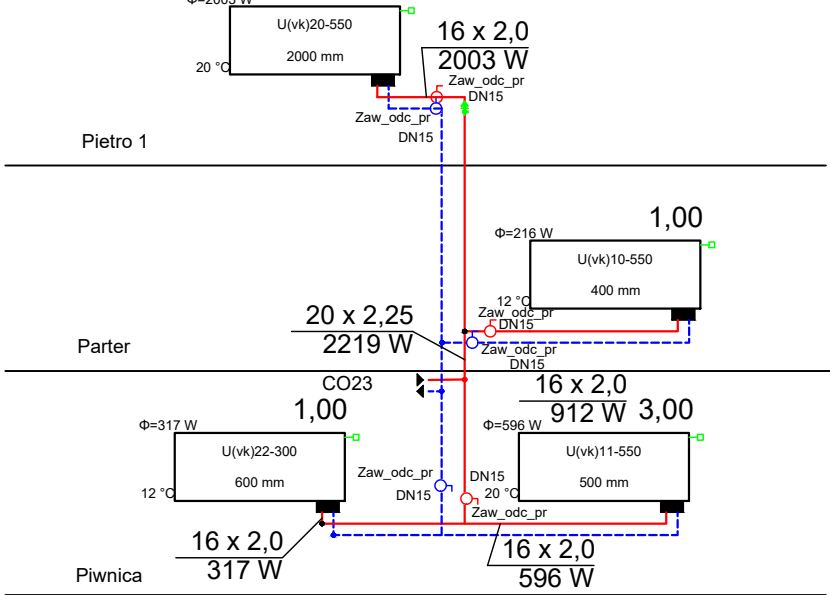 Φ=2003 W
U(vk)20-550
2000 mm
20 °C
16 x 2,0
2003 W
Zaw_odc_pr
DN15
Zaw_odc_pr
DN15
Pietro 1
1,00
Φ=216 W
U(vk)10-550
400 mm
12 °C
Zaw_odc_pr
DN15
20 x 2,25
2219 W
Zaw_odc_pr
DN15
Parter
CO23
16 x 2,0
912 W
1,00
3,00
Φ=317 W
U(vk)22-300
600 mm
12 °C
Φ=596 W
U(vk)11-550
500 mm
20 °C
Zaw_odc_pr
DN15
DN15
Zaw_odc_pr
16 x 2,0
317 W
16 x 2,0
596 W
Piwnica